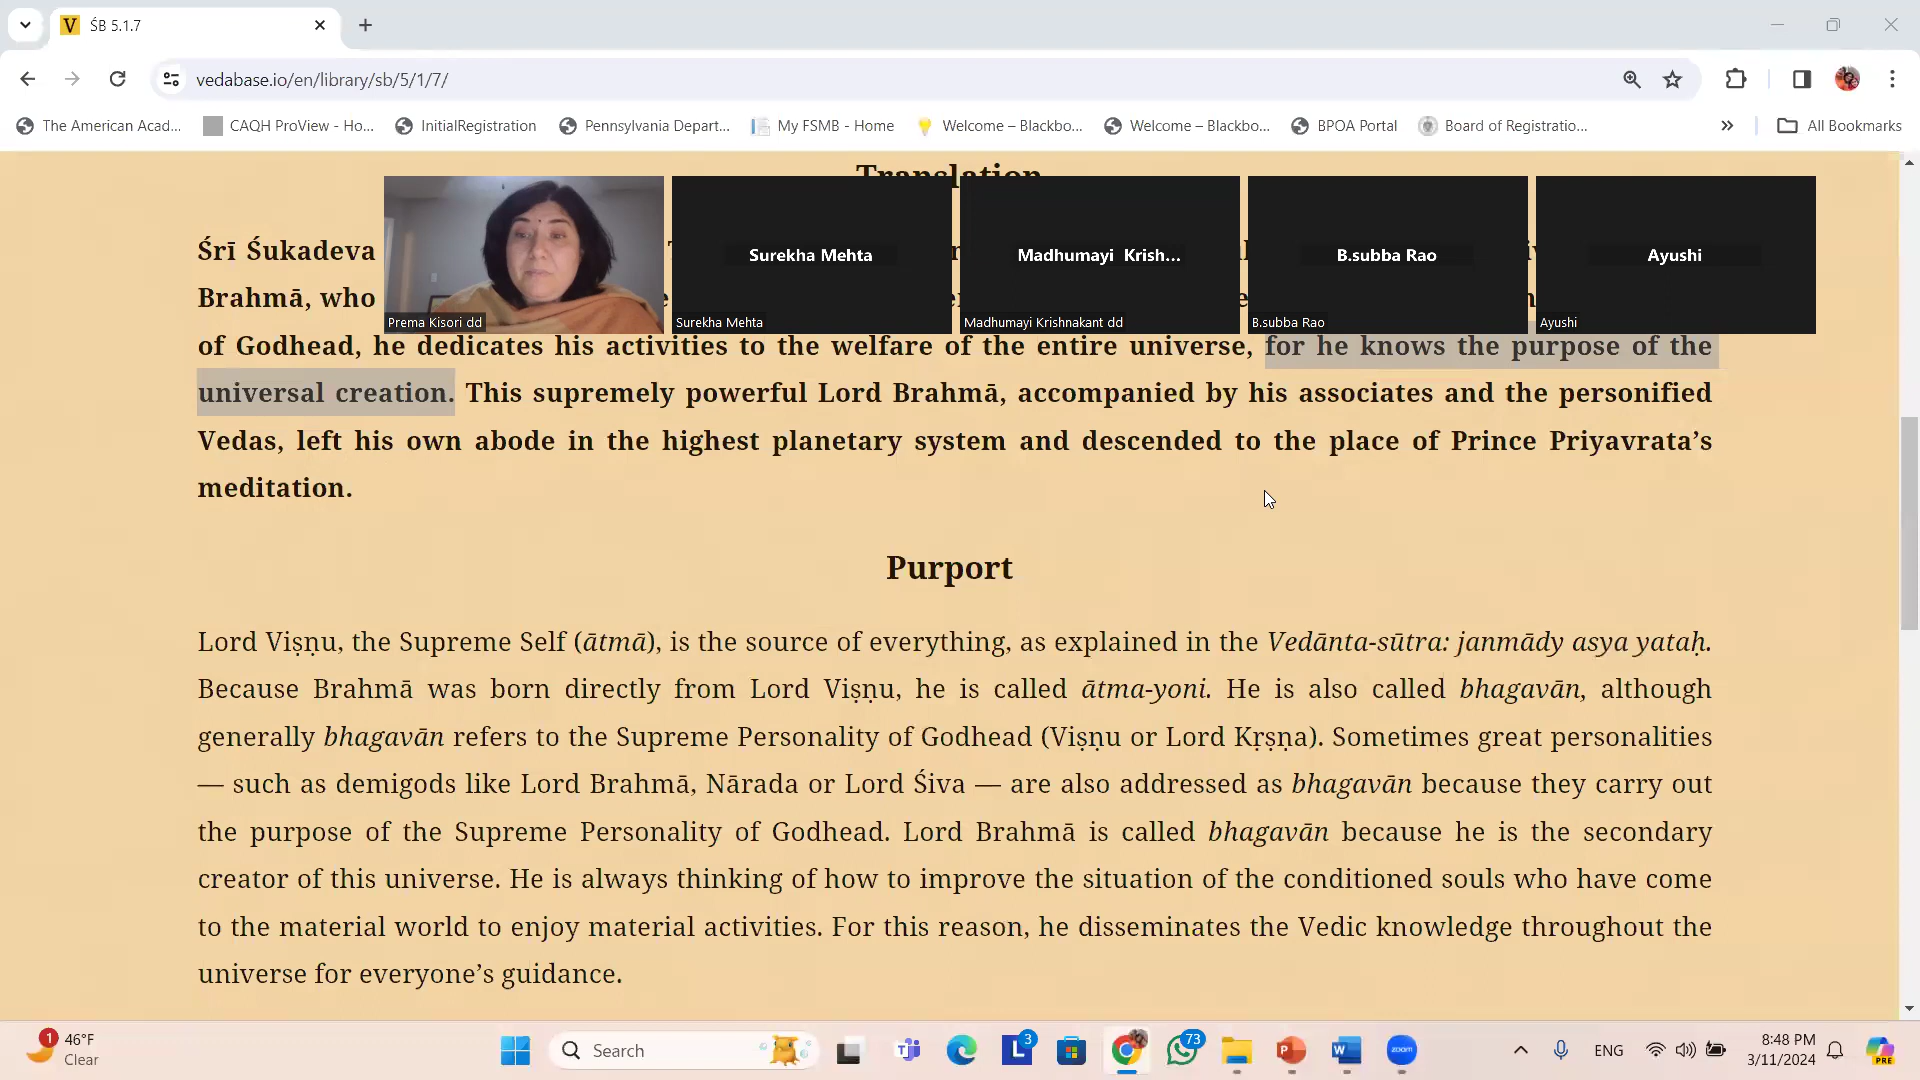 ŚB 5.1.7
vedabase.io/en/library/sb/5/1/7/
The American Acad...
CAQH ProView - Ho...
InitialRegistration
Pennsylvania Depart...
My FSMB - Home
Welcome – Blackbo...
Welcome – Blackbo...
BPOA Portal
Board of Registratio...
All Bookmarks
Translation
Śrī Śukadeva
Brahmā, who
Surekha Mehta
Madhumayi Krish...
B.subba Rao
Ayushi
Prema Kisori dd
Surekha Mehta
Madhumayi Krishnakant dd
B.subba Rao
Ayushi
of Godhead, he dedicates his activities to the welfare of the entire universe, for he knows the purpose of the
universal creation. This supremely powerful Lord Brahmā, accompanied by his associates and the personified
Vedas, left his own abode in the highest planetary system and descended to the place of Prince Priyavrata’s
meditation.
Purport
Lord Viṣṇu, the Supreme Self (ātmā), is the source of everything, as explained in the Vedānta-sūtra: janmādy asya yataḥ.
Because Brahmā was born directly from Lord Viṣṇu, he is called ātma-yoni. He is also called bhagavān, although
generally bhagavān refers to the Supreme Personality of Godhead (Viṣṇu or Lord Kṛṣṇa). Sometimes great personalities
— such as demigods like Lord Brahmā, Nārada or Lord Śiva — are also addressed as bhagavān because they carry out
the purpose of the Supreme Personality of Godhead. Lord Brahmā is called bhagavān because he is the secondary
creator of this universe. He is always thinking of how to improve the situation of the conditioned souls who have come
to the material world to enjoy material activities. For this reason, he disseminates the Vedic knowledge throughout the
universe for everyone’s guidance.
1
46°F
Clear
Search
3
73
zoom
ENG
8:48 PM
3/11/2024
PRE